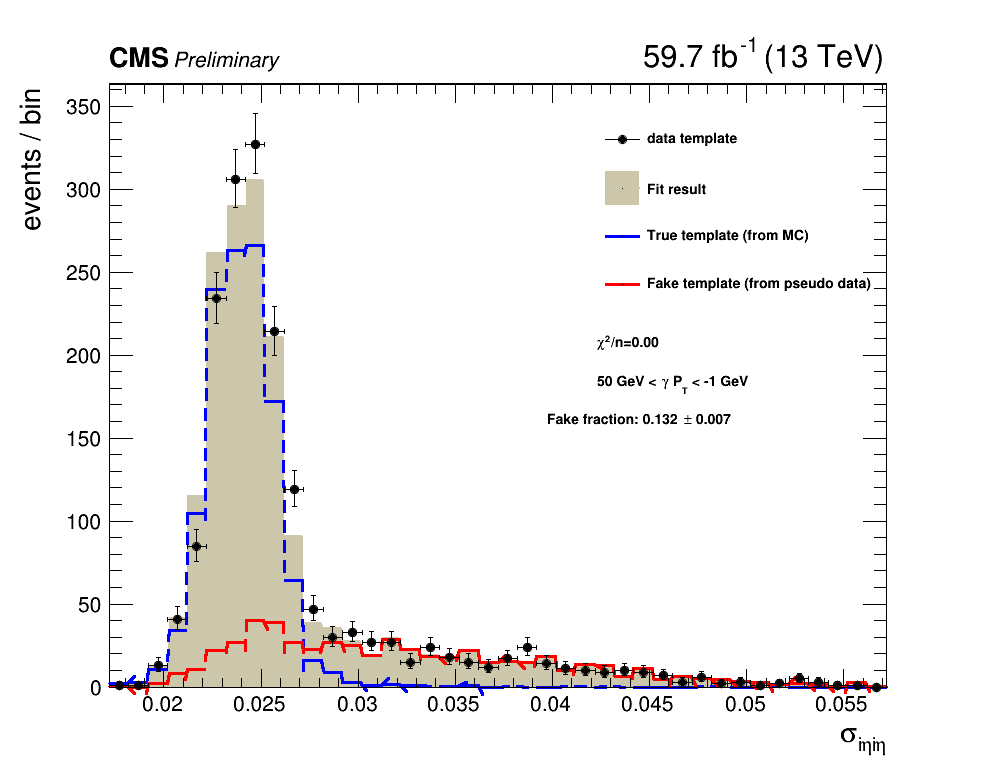 CMS Preliminary
59.7 fb⁻¹ (13 TeV)
events / bin
350
300
250
200
150
100
50
0
data template
Fit result
True template (from MC)
Fake template (from pseudo data)
χ²/n=0.00
50 GeV < γ P_T < -1 GeV
Fake fraction: 0.132 ± 0.007
0.02 0.025 0.03 0.035 0.04 0.045 0.05 0.055
σ_iηiη